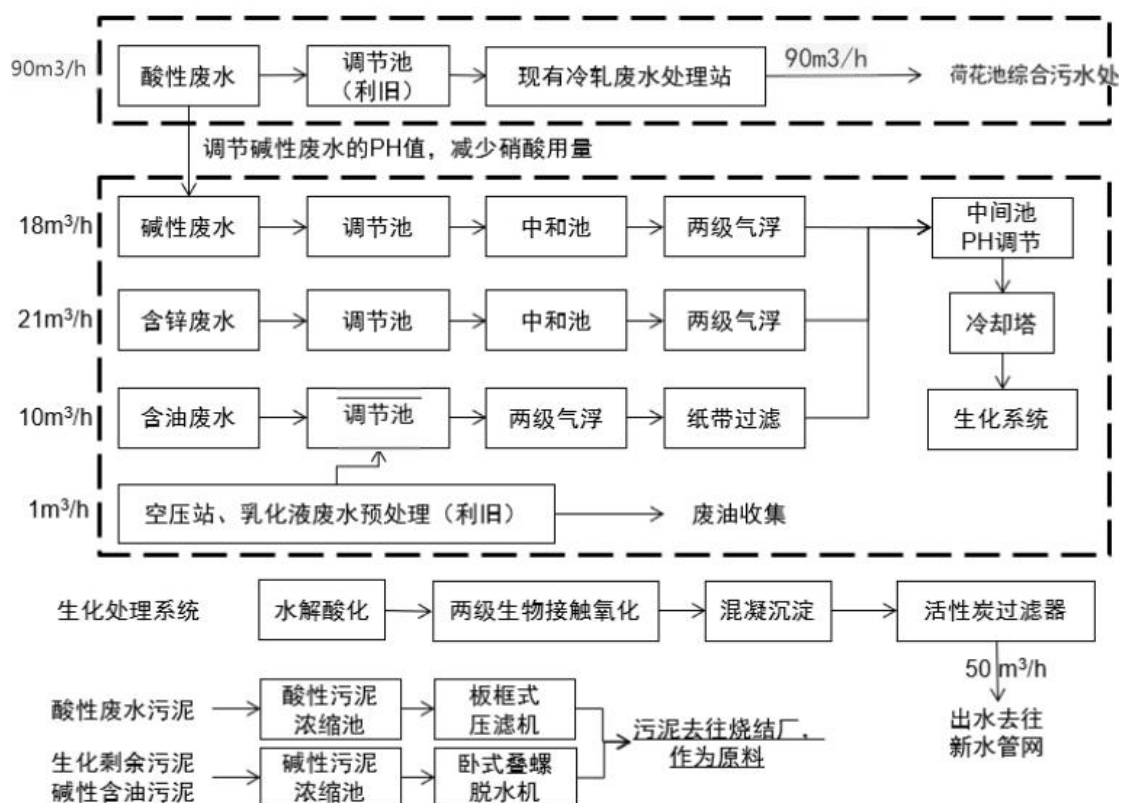 90m3/h
酸性废水
调节池
（利旧）
现有冷轧废水处理站
90m3/h
荷花池综合污水处
调节碱性废水的PH值，减少硝酸用量
18m³/h
碱性废水
调节池
中和池
两级气浮
中间池
PH调节
21m³/h
含锌废水
调节池
中和池
两级气浮
冷却塔
10m³/h
含油废水
调节池
两级气浮
纸带过滤
生化系统
1m³/h
空压站、乳化液废水预处理（利旧）
废油收集
生化处理系统
水解酸化
两级生物接触氧化
混凝沉淀
活性炭过滤器
50 m³/h
出水去往
新水管网
酸性废水污泥
酸性污泥
浓缩池
板框式
压滤机
污泥去往烧结厂，
作为原料
生化剩余污泥
碱性含油污泥
碱性污泥
浓缩池
卧式叠螺
脱水机